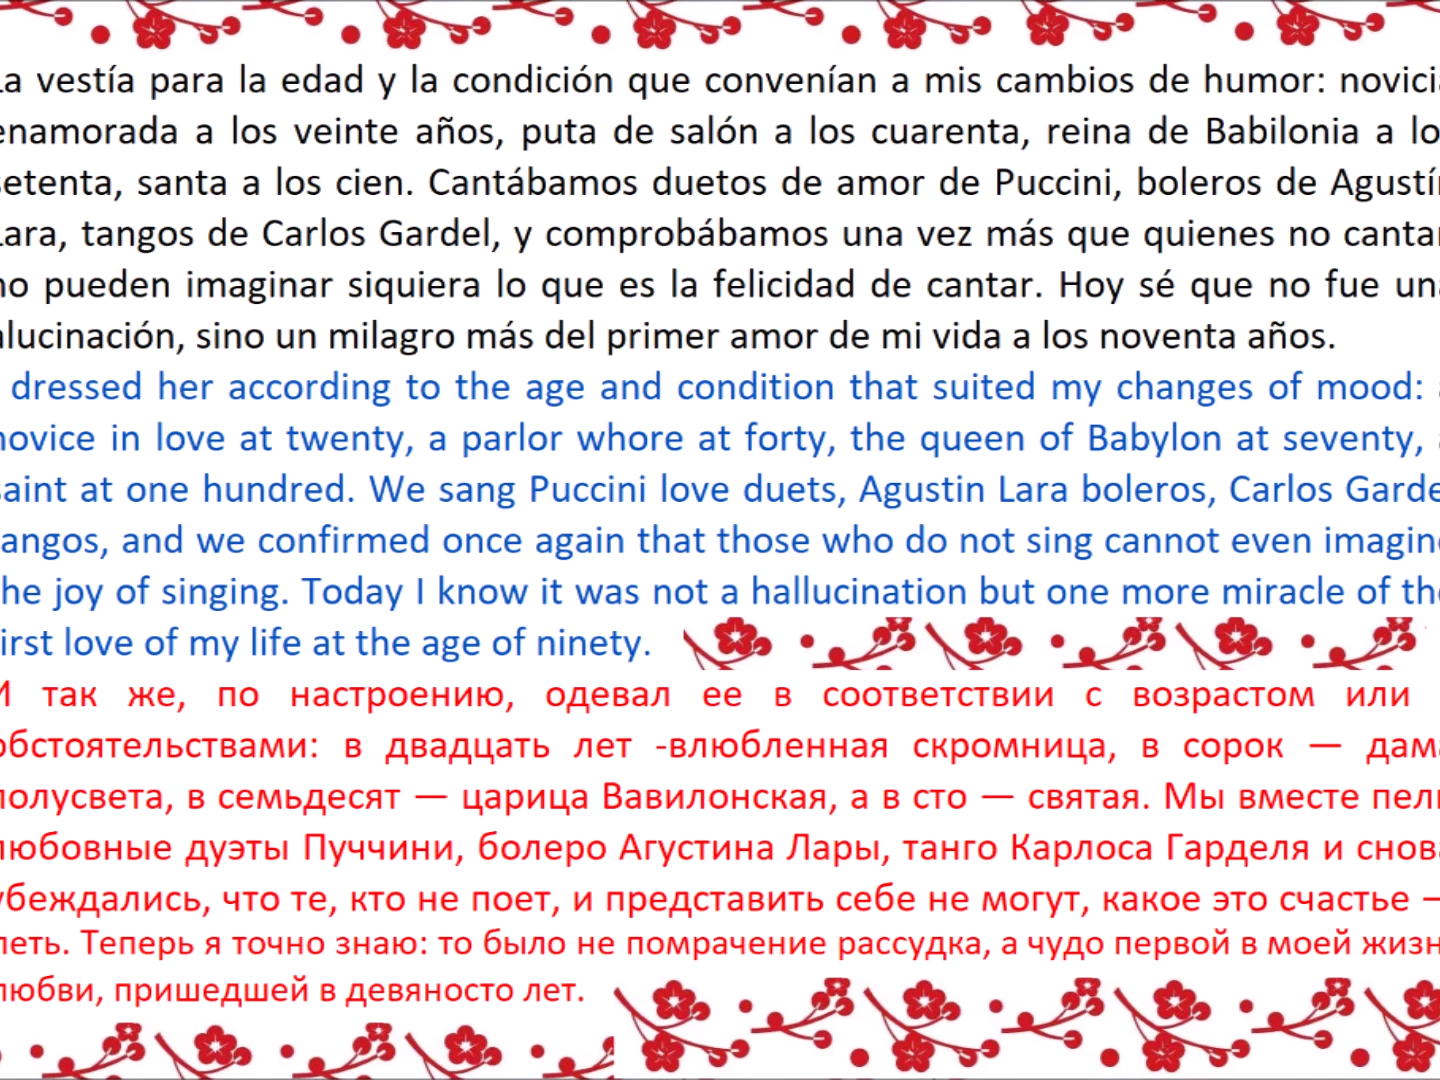 La vestía para la edad y la condición que convenían a mis cambios de humor: novicia
enamorada a los veinte años, puta de salón a los cuarenta, reina de Babilonia a lo
setenta, santa a los cien. Cantábamos duetos de amor de Puccini, boleros de Agustín
Lara, tangos de Carlos Gardel, y comprobábamos una vez más que quienes no cantan
no pueden imaginar siquiera lo que es la felicidad de cantar. Hoy sé que no fue una
alucinación, sino un milagro más del primer amor de mi vida a los noventa años.
dressed her according to the age and condition that suited my changes of mood: a
novice in love at twenty, a parlor whore at forty, the queen of Babylon at seventy, a
saint at one hundred. We sang Puccini love duets, Agustin Lara boleros, Carlos Garde
tangos, and we confirmed once again that those who do not sing cannot even imagine
the joy of singing. Today I know it was not a hallucination but one more miracle of the
first love of my life at the age of ninety.
И так же, по настроению, одевал ее в соответствии с возрастом или
обстоятельствами: в двадцать лет -влюбленная скромница, в сорок — дама
полусвета, в семьдесят — царица Вавилонская, а в сто — святая. Мы вместе пели
любовные дуэты Пуччини, болеро Агустина Лары, танго Карлоса Гарделя и снова
убеждались, что те, кто не поет, и представить себе не могут, какое это счастье —
петь. Теперь я точно знаю: то было не помрачение рассудка, а чудо первой в моей жизн
любви, пришедшей в девяносто лет.